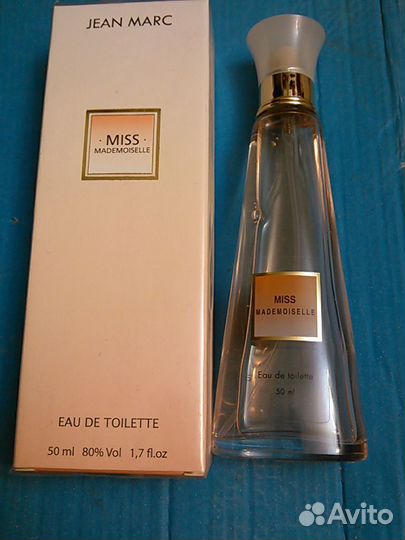 JEAN MARC
· MISS ·
MADEMOISELLE
EAU DE TOILETTE
50 ml 80% Vol 1,7 fl.oz
MISS
MADEMOISELLE
Eau de toilette
50 ml
Avito